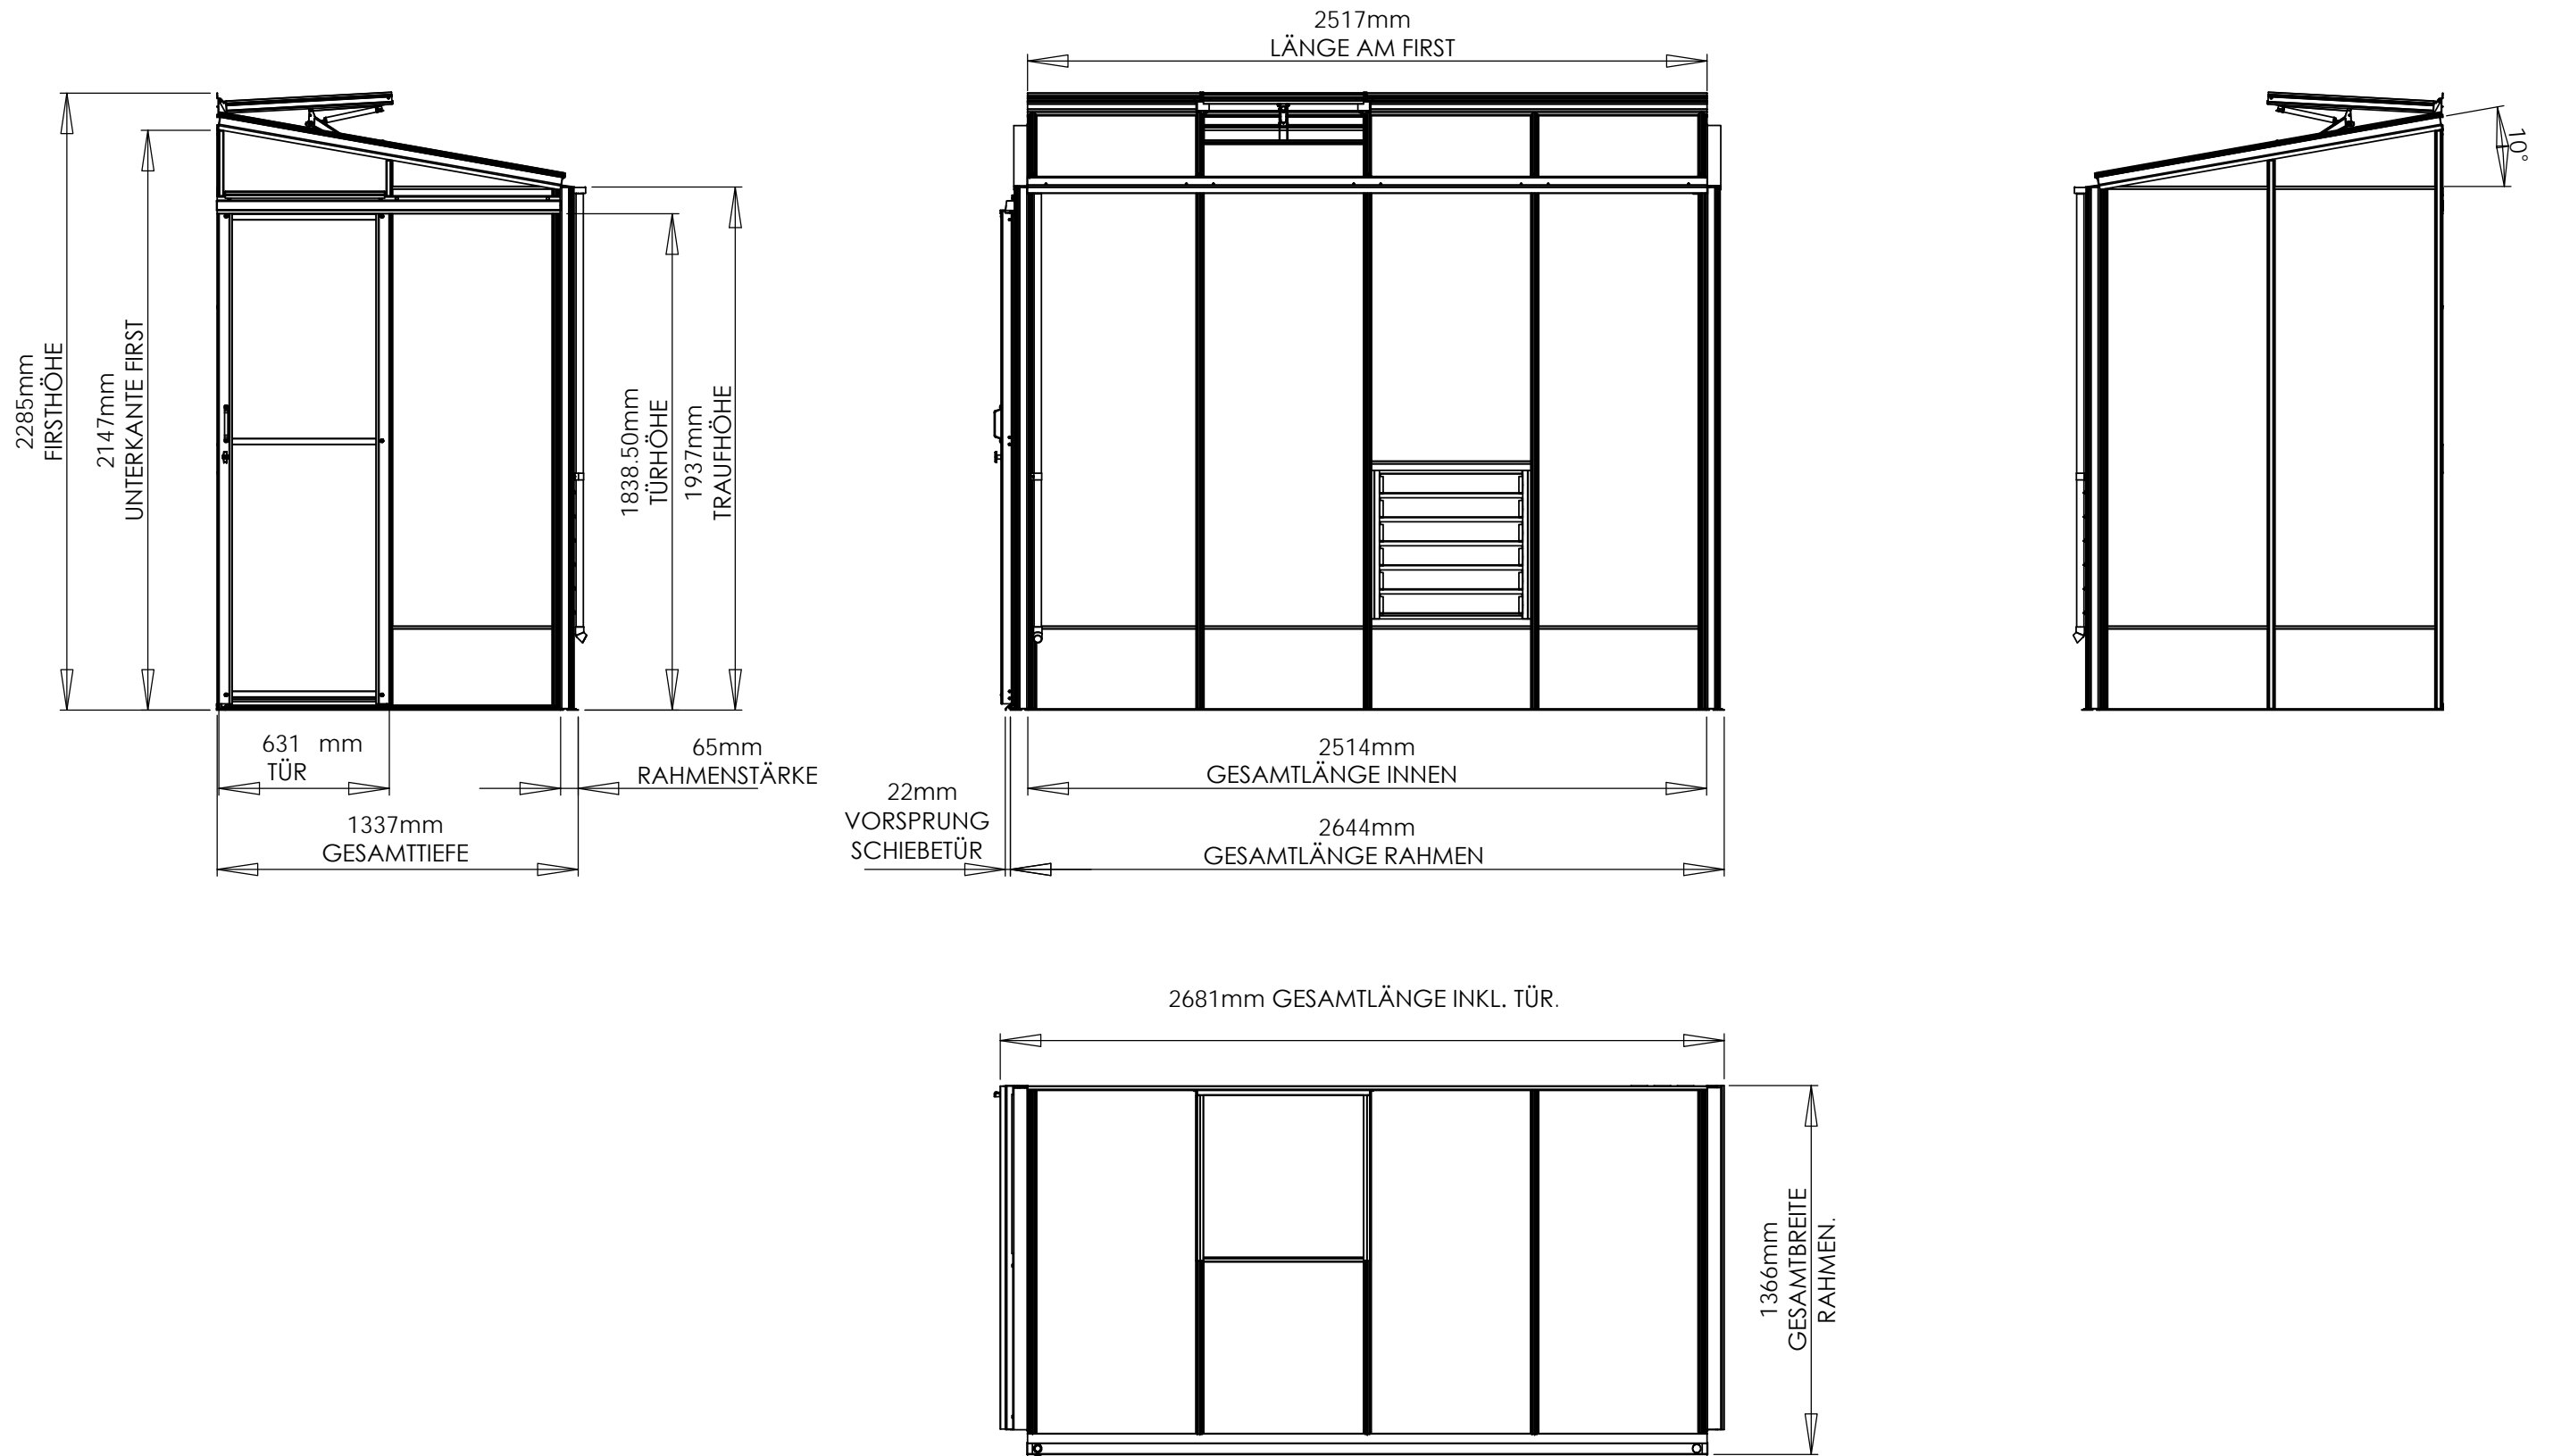 2517mm
LÄNGE AM FIRST
2285mm
FIRSTHÖHE
2147mm
UNTERKANTE FIRST
1838.50mm
TÜRHÖHE
1937mm
TRAUFHÖHE
10°
631 mm
TÜR
65mm
RAHMENSTÄRKE
1337mm
GESAMTTIEFE
22mm
VORSPRUNG
SCHIEBETÜR
2514mm
GESAMTLÄNGE INNEN
2644mm
GESAMTLÄNGE RAHMEN
2681mm GESAMTLÄNGE INKL. TÜR.
1366mm
GESAMTBREITE
RAHMEN.